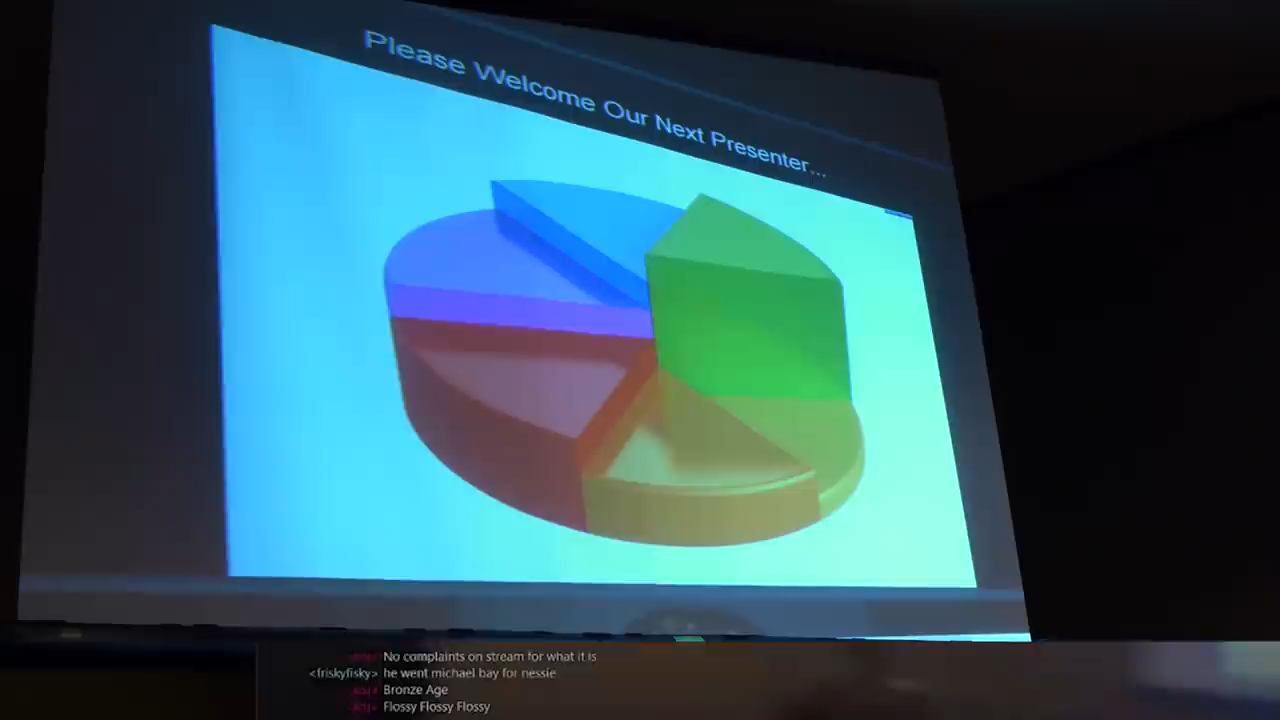 Please Welcome Our Next Presenter...
No complaints on stream for what it is
<friskyfisky> he went michael bay for nessie
Bronze Age
Flossy Flossy Flossy